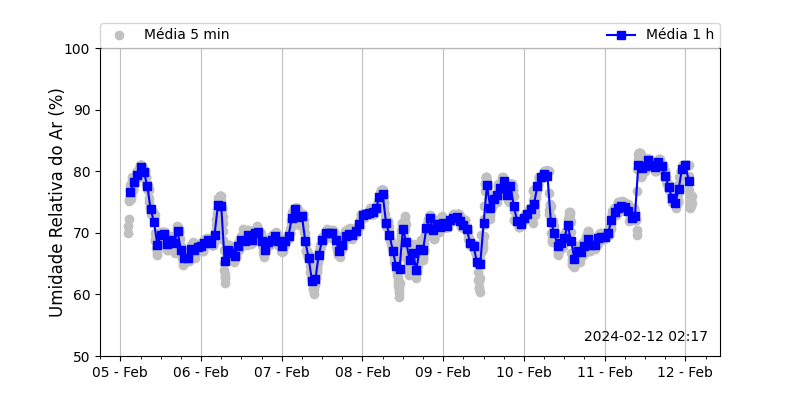 Média 5 min
Média 1 h
Umidade Relativa do Ar (%)
100
90
80
70
60
50
2024-02-12 02:17
05 - Feb
06 - Feb
07 - Feb
08 - Feb
09 - Feb
10 - Feb
11 - Feb
12 - Feb